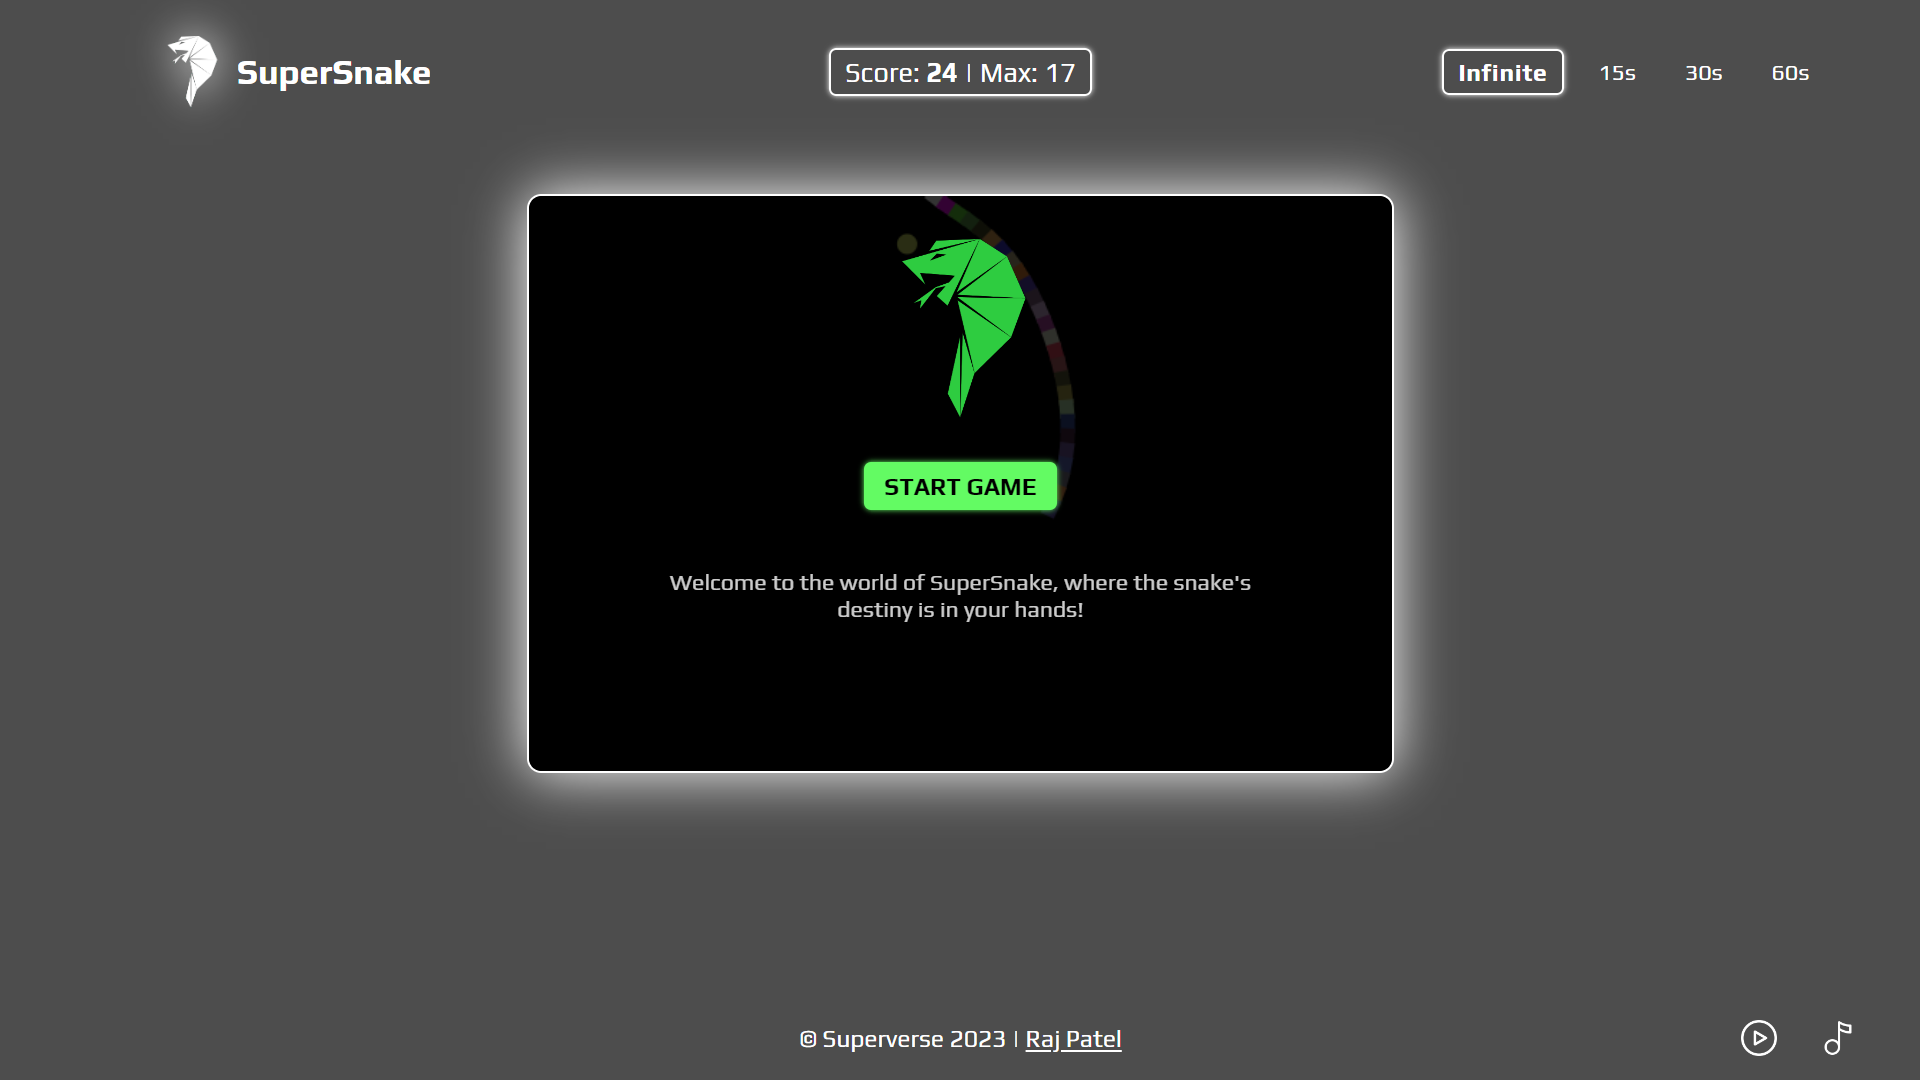 SuperSnake
Score: 24 | Max: 17
Infinite
15s
30s
60s
START GAME
Welcome to the world of SuperSnake, where the snake's
destiny is in your hands!
© Superverse 2023 | Raj Patel